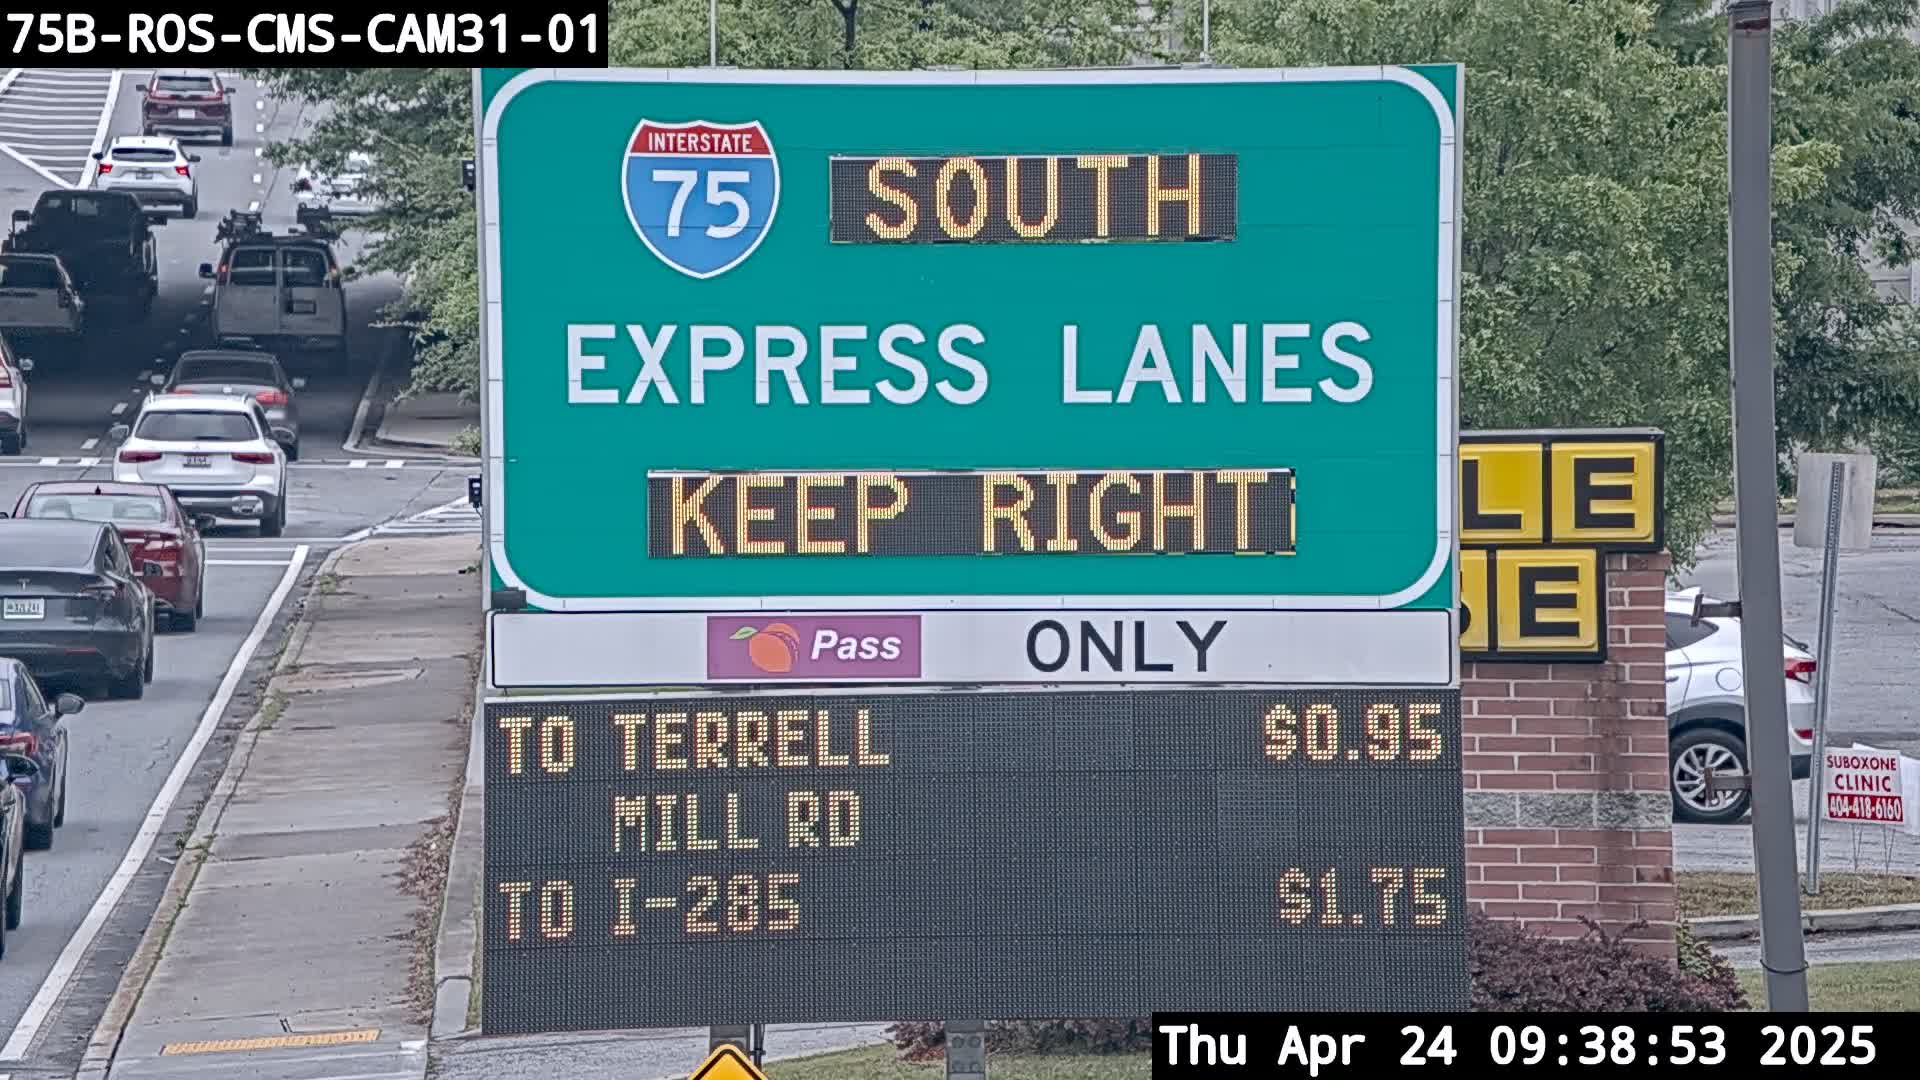 75B-ROS-CMS-CAM31-01
INTERSTATE
75
SOUTH
EXPRESS LANES
KEEP RIGHT
Pass ONLY
TO TERRELL $0.95
MILL RD
TO I-285 $1.75
LE
E
SUBOXONE
CLINIC
404-418-6160
Thu Apr 24 09:38:53 2025